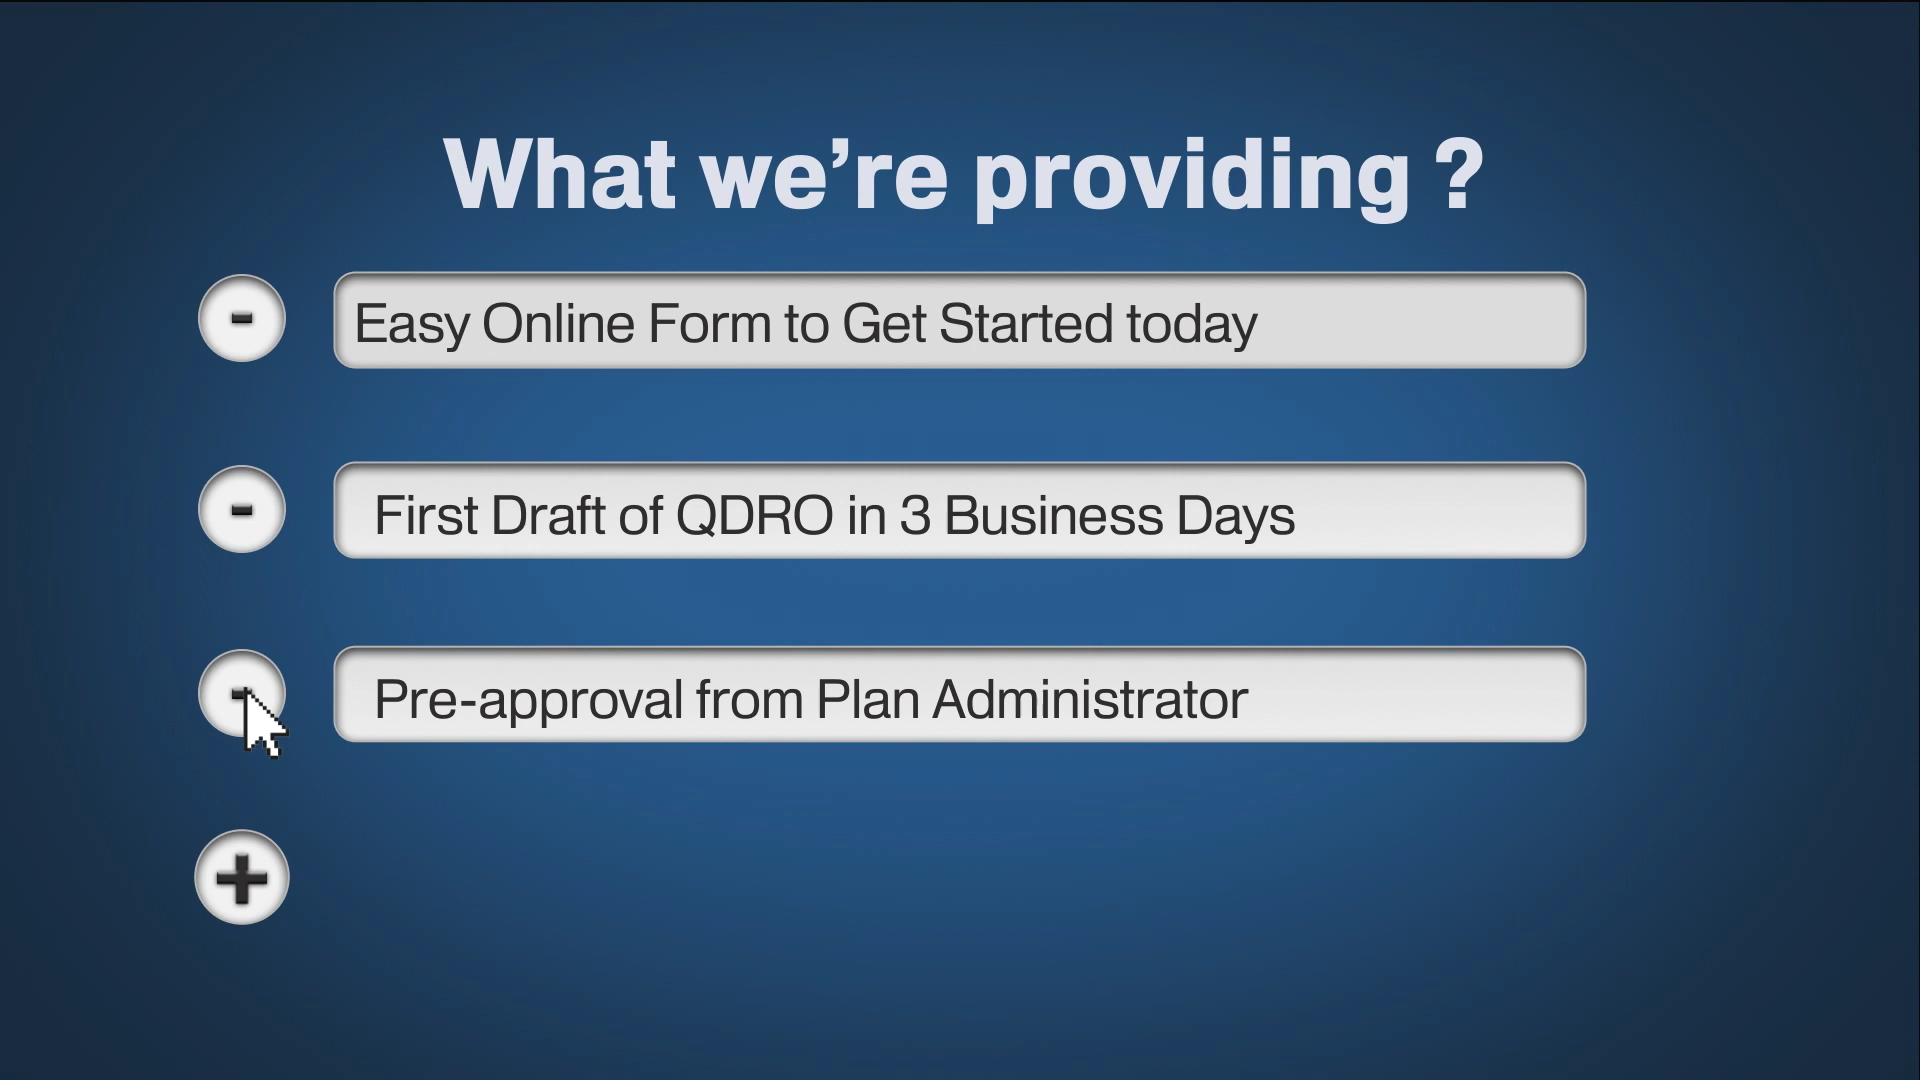 What we’re providing ?
Easy Online Form to Get Started today
First Draft of QDRO in 3 Business Days
Pre-approval from Plan Administrator